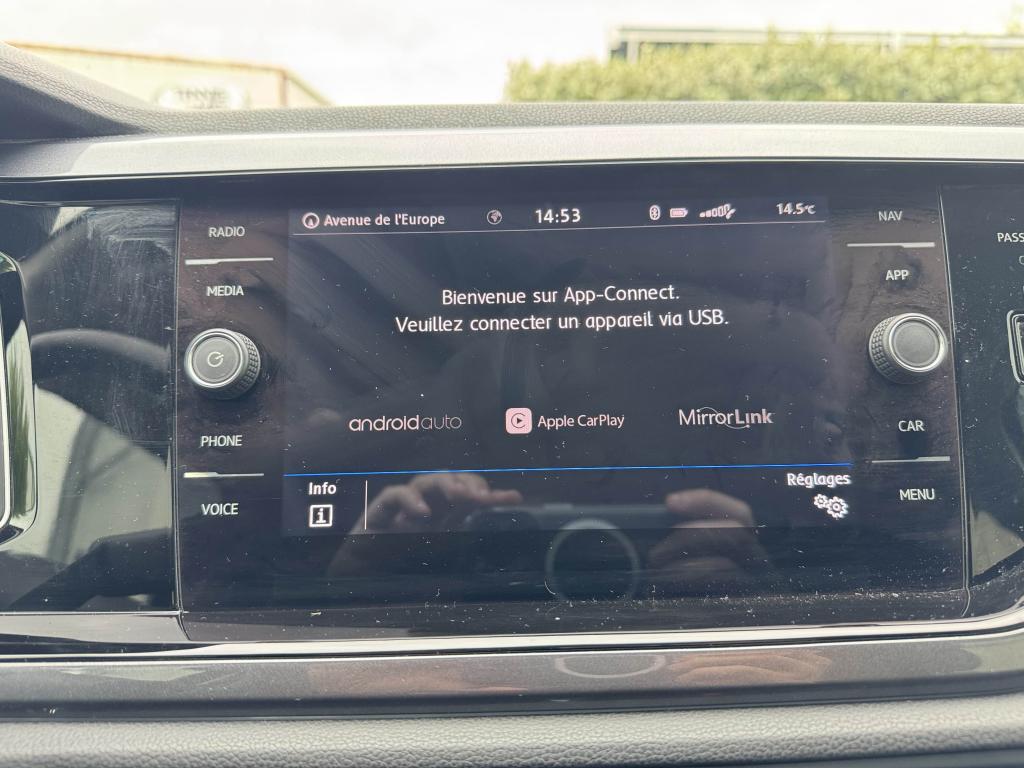 RADIO
MEDIA
PHONE
VOICE
Avenue de l'Europe
14:53
14.5°C
Bienvenue sur App-Connect.
Veuillez connecter un appareil via USB.
androidauto
Apple CarPlay
MirrorLink
Info
i
Réglages
NAV
APP
CAR
MENU
PASS